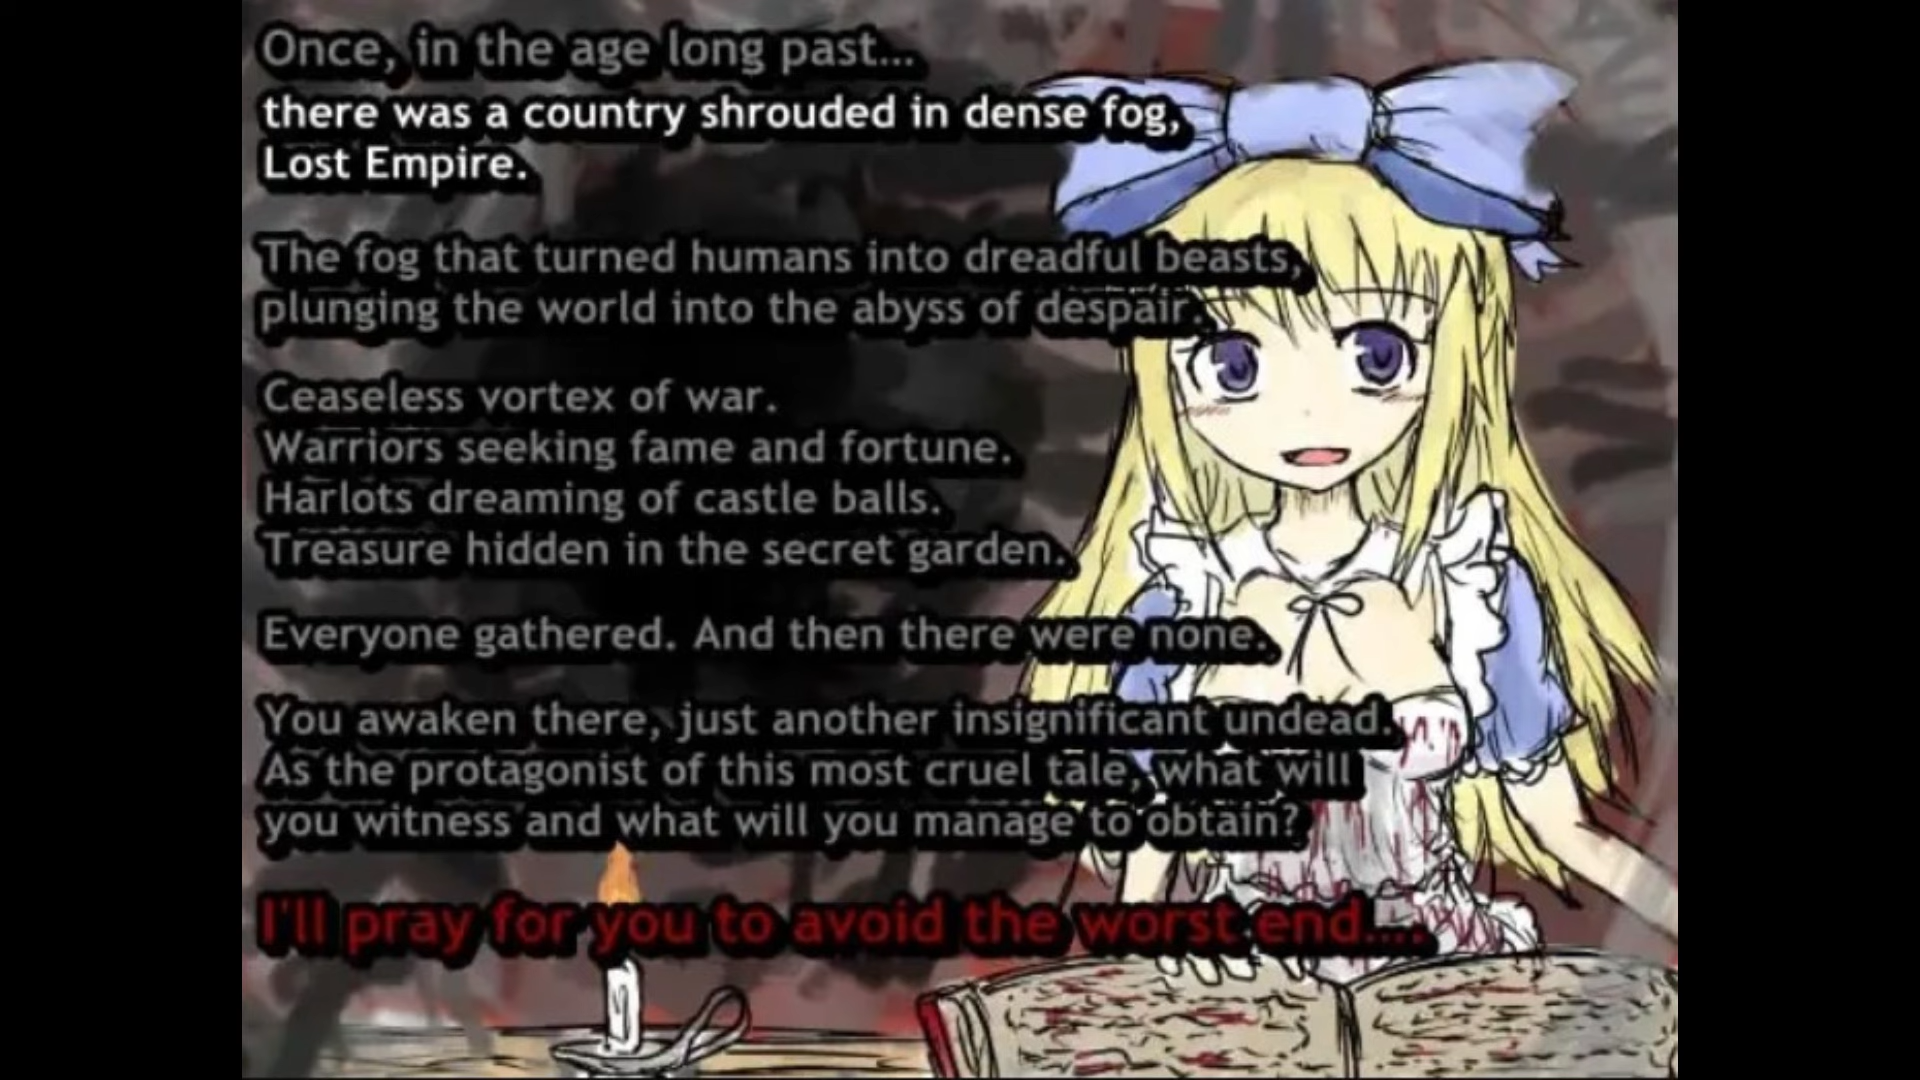 Once, in the age long past...
there was a country shrouded in dense fog,
Lost Empire.
The fog that turned humans into dreadful beasts,
plunging the world into the abyss of despair.
Ceaseless vortex of war.
Warriors seeking fame and fortune.
Harlots dreaming of castle balls.
Treasure hidden in the secret garden.
Everyone gathered. And then there were none.
You awaken there, just another insignificant undead.
As the protagonist of this most cruel tale, what will
you witness and what will you manage to obtain?
I'll pray for you to avoid the worst end....